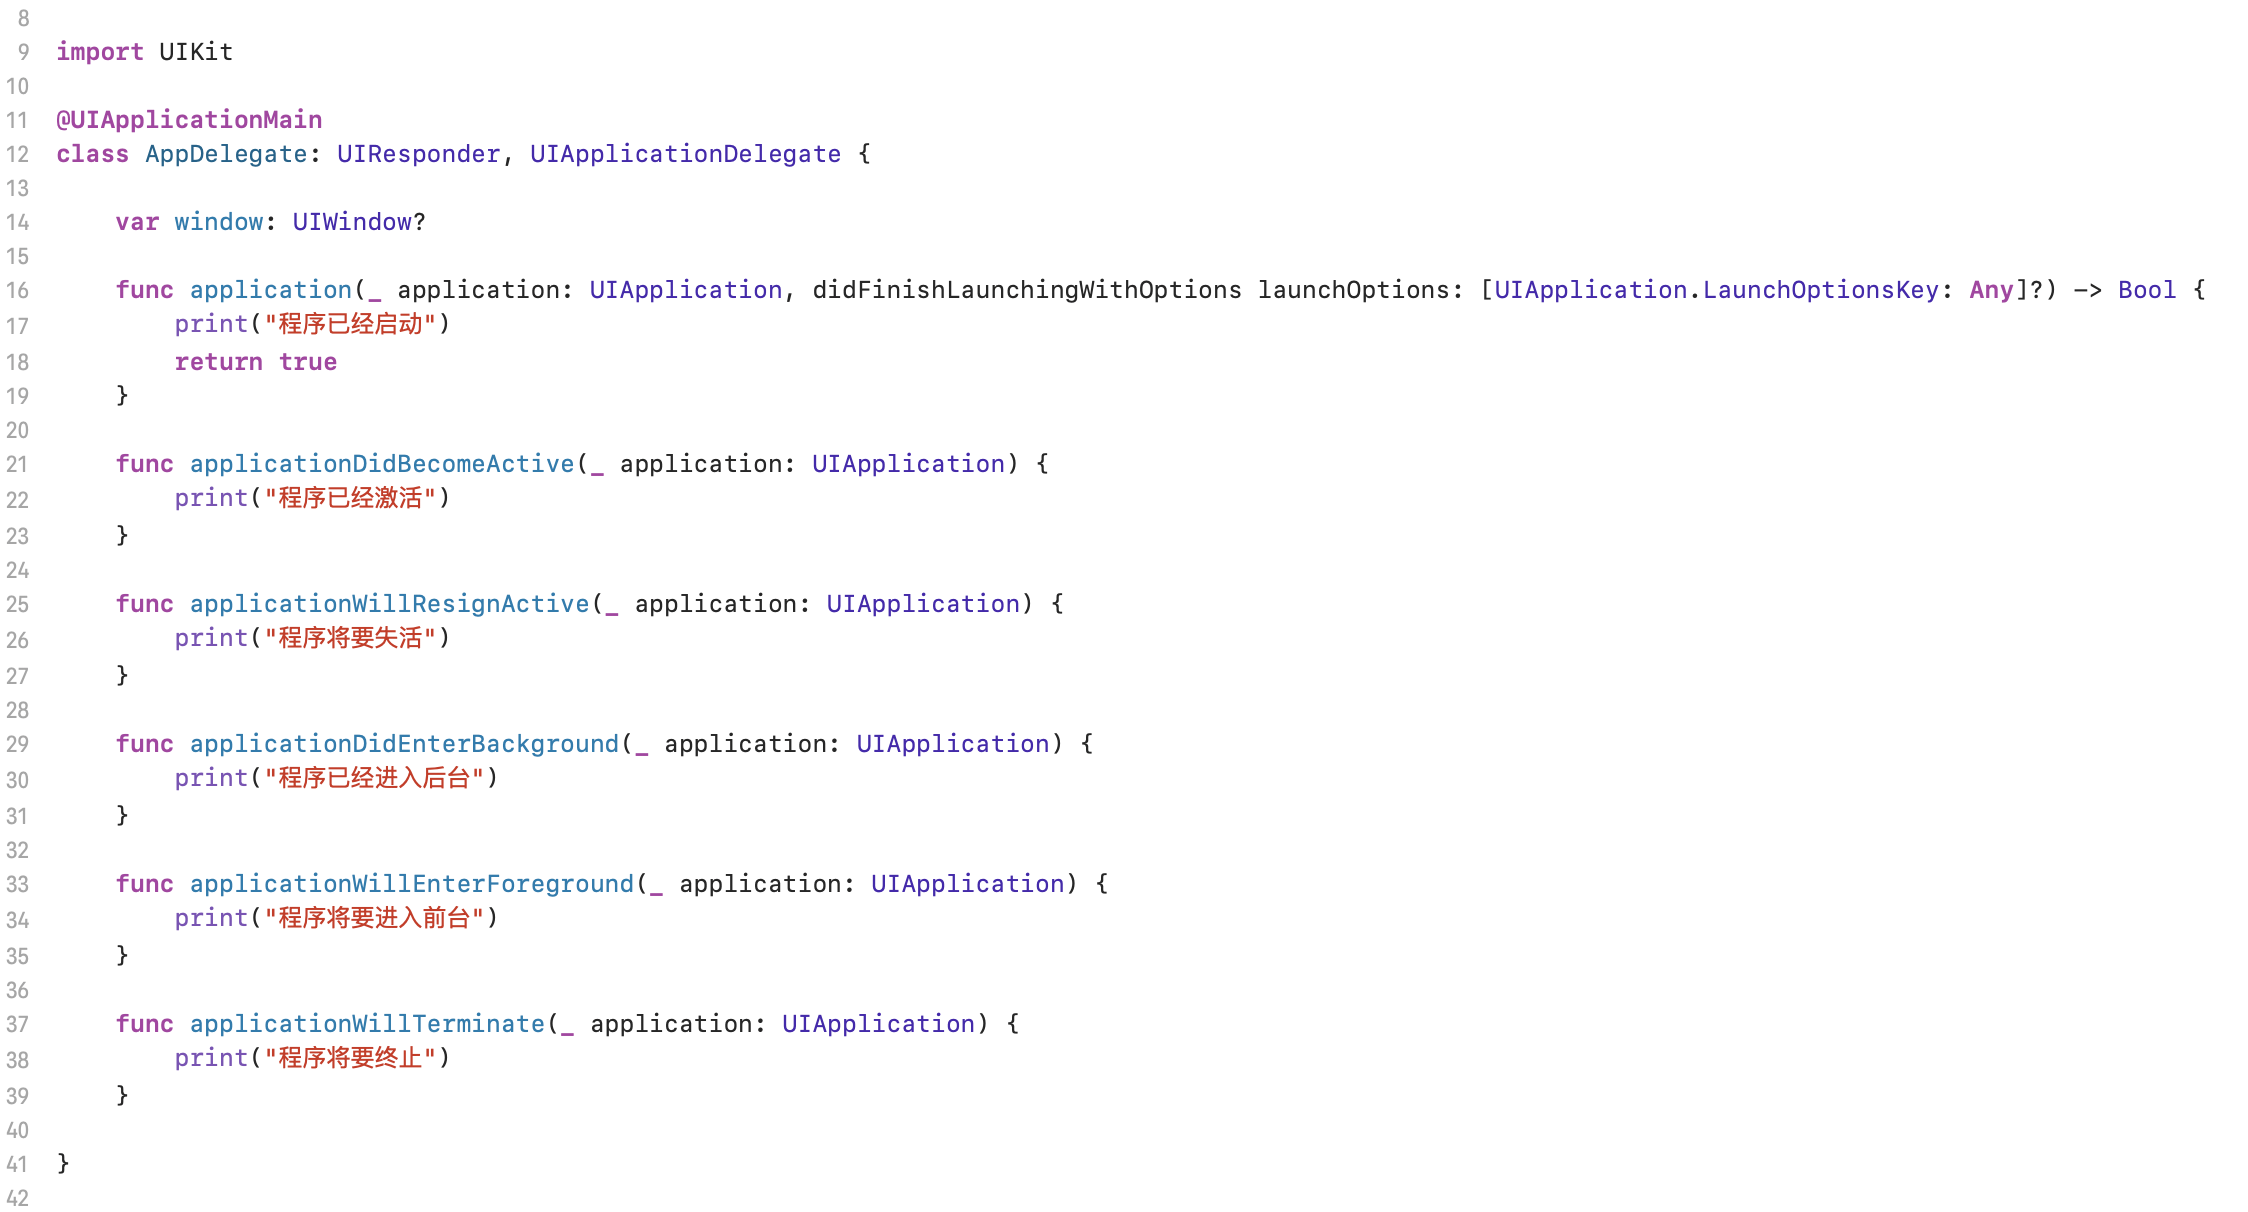 8
9 import UIKit
10
11 @UIApplicationMain
12 class AppDelegate: UIResponder, UIApplicationDelegate {
13
14     var window: UIWindow?
15
16     func application(_ application: UIApplication, didFinishLaunchingWithOptions launchOptions: [UIApplication.LaunchOptionsKey: Any]?) -> Bool {
17         print("程序已经启动")
18         return true
19     }
20
21     func applicationDidBecomeActive(_ application: UIApplication) {
22         print("程序已经激活")
23     }
24
25     func applicationWillResignActive(_ application: UIApplication) {
26         print("程序将要失活")
27     }
28
29     func applicationDidEnterBackground(_ application: UIApplication) {
30         print("程序已经进入后台")
31     }
32
33     func applicationWillEnterForeground(_ application: UIApplication) {
34         print("程序将要进入前台")
35     }
36
37     func applicationWillTerminate(_ application: UIApplication) {
38         print("程序将要终止")
39     }
40
41 }
42